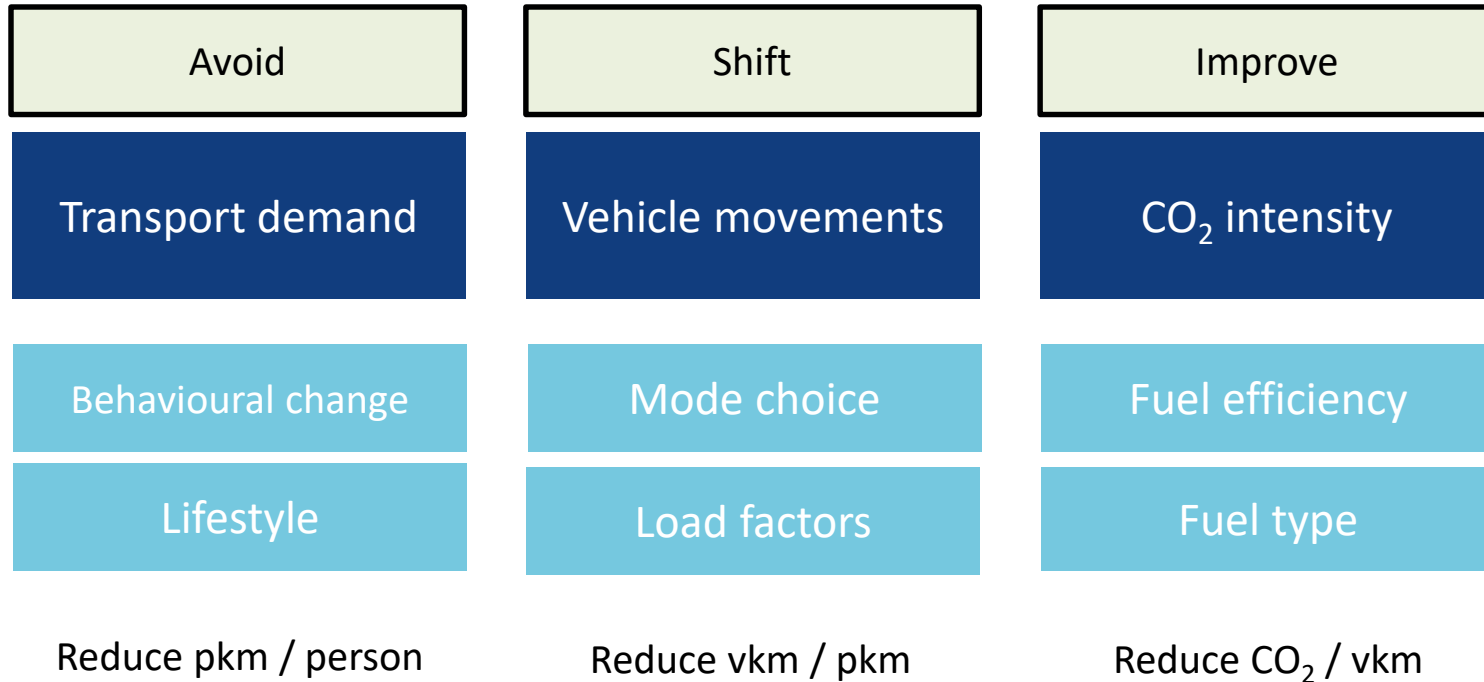 Avoid
Shift
Improve
Transport demand
Vehicle movements
CO₂ intensity
Behavioural change
Mode choice
Fuel efficiency
Lifestyle
Load factors
Fuel type
Reduce pkm / person
Reduce vkm / pkm
Reduce CO₂ / vkm